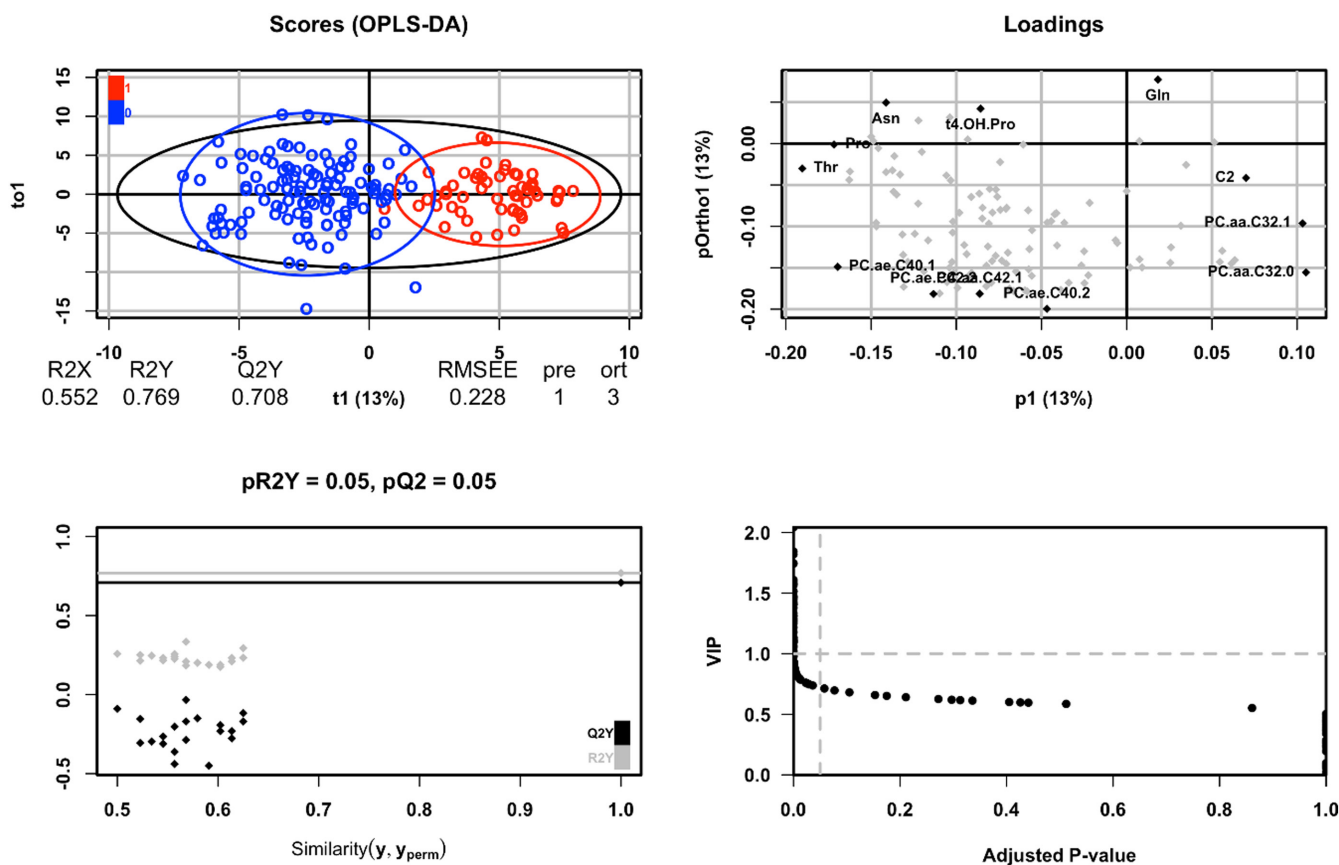 Scores (OPLS-DA)
to1
15
10
5
0
-5
-15
1
0
-10
-5
0
5
10
R2X R2Y Q2Y RMSEE pre ort
0.552 0.769 0.708 t1 (13%) 0.228 1 3
Loadings
pOrtho1 (13%)
0.00
-0.10
-0.20
Gln
Asn
t4.OH.Pro
Pro
Thr
C2
PC.aa.C32.1
PC.aa.C32.0
PC.ae.C40.1
PC.ae.
C42.1
PC.ae.C40.2
-0.20 -0.15 -0.10 -0.05 0.00 0.05 0.10
p1 (13%)
pR2Y = 0.05, pQ2 = 0.05
1.0
0.5
0.0
-0.5
Q2Y
R2Y
0.5 0.6 0.7 0.8 0.9 1.0
Similarity(y, yperm)
VIP
2.0
1.5
1.0
0.5
0.0
0.0 0.2 0.4 0.6 0.8 1.0
Adjusted P-value